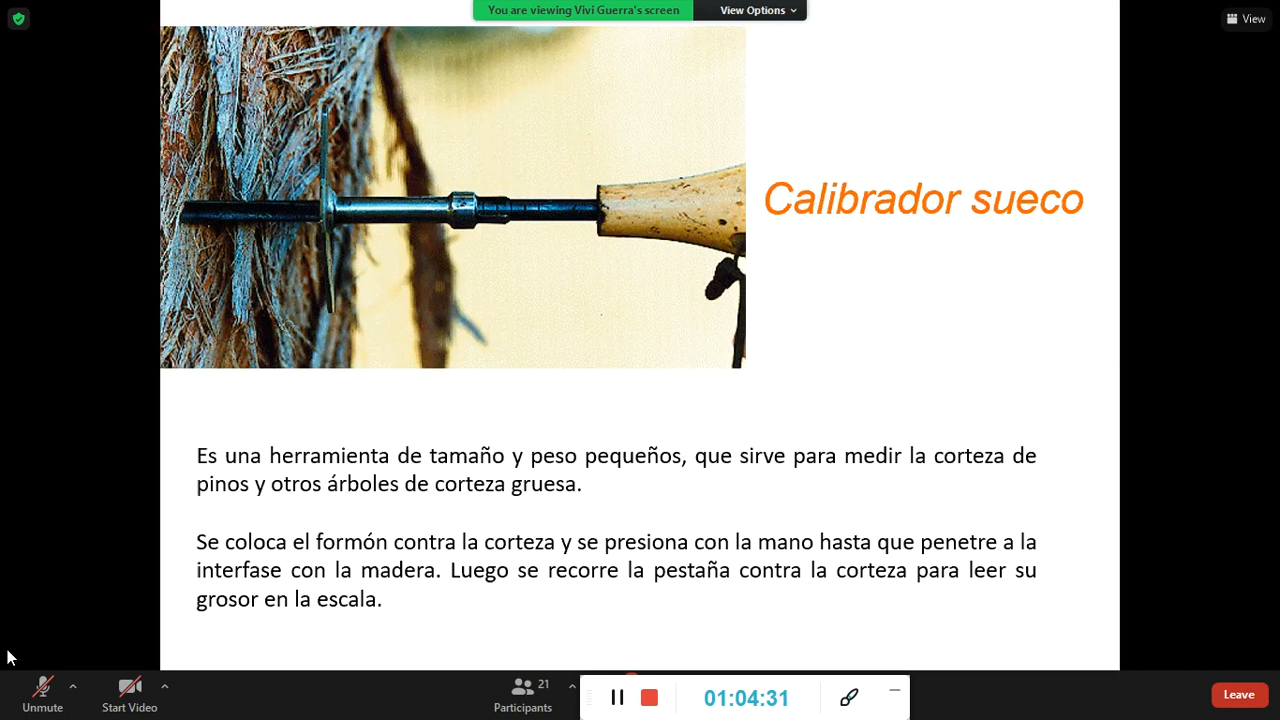 You are viewing Vivi Guerra's screen
View Options
View
Calibrador sueco
Es una herramienta de tamaño y peso pequeños, que sirve para medir la corteza de
pinos y otros árboles de corteza gruesa.
Se coloca el formón contra la corteza y se presiona con la mano hasta que penetre a la
interfase con la madera. Luego se recorre la pestaña contra la corteza para leer su
grosor en la escala.
Unmute
Start Video
21
Participants
01:04:31
Leave